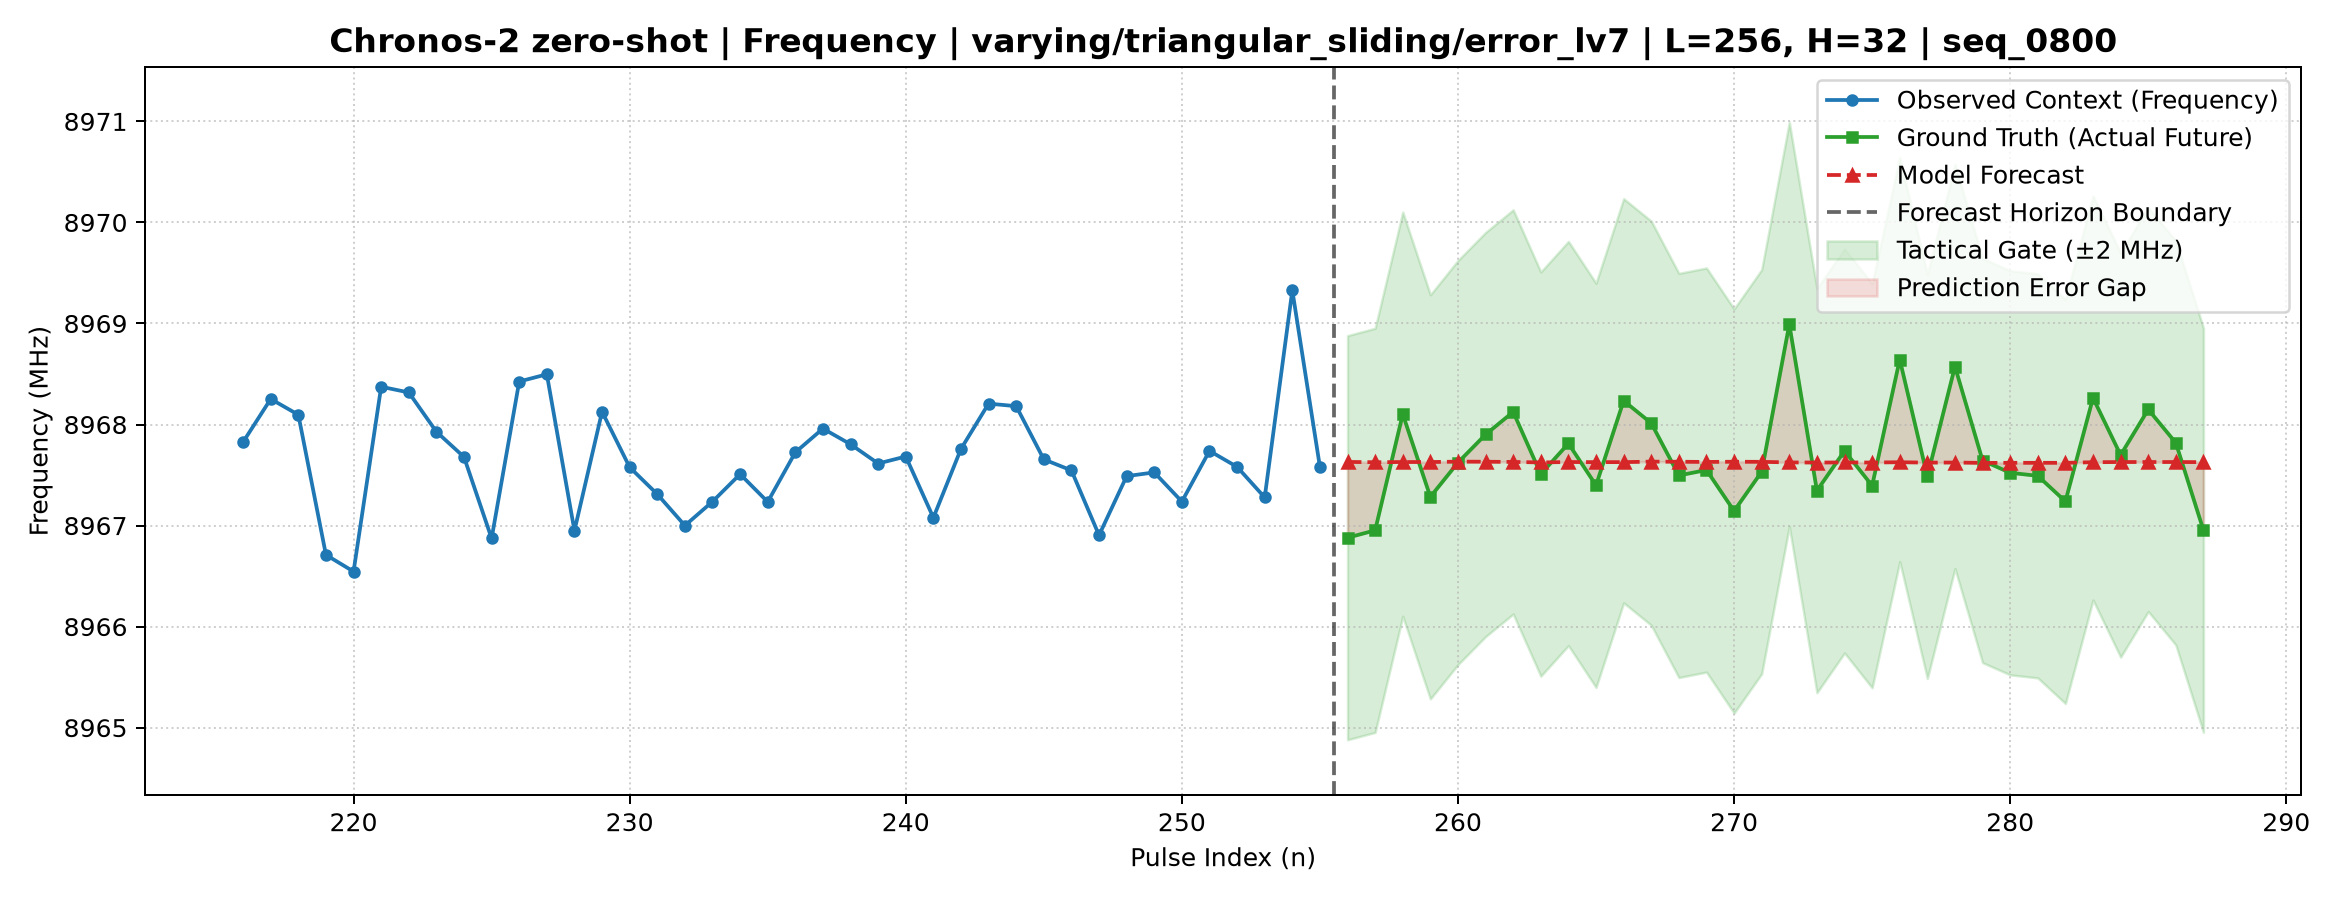 Chronos-2 zero-shot | Frequency | varying/triangular_sliding/error_lv7 | L=256, H=32 | seq_0800
Frequency (MHz)
8971
8970
8969
8968
8967
8966
8965
Observed Context (Frequency)
Ground Truth (Actual Future)
Model Forecast
Forecast Horizon Boundary
Tactical Gate (±2 MHz)
Prediction Error Gap
220
230
240
250
260
270
280
290
Pulse Index (n)